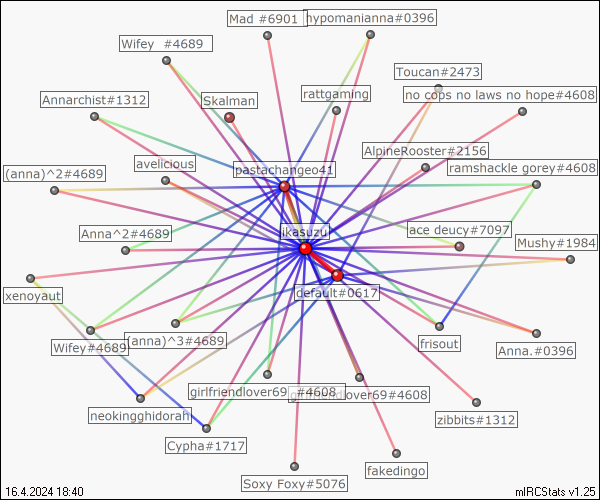 Mad #6901
hypomanianna#0396
Wifey  #4689
Toucan#2473
Annarchist#1312
Skalman
rattgaming
no cops no laws no hope#4608
AlpineRooster#2156
(anna)^2#4689
avelicious
pastachangeo41
ramshackle gorey#4608
Anna^2#4689
likasuzu
ace deucy#7097
Mushy#1984
xenoyaut
default#0617
Wifey#4689
(anna)^3#4689
frisout
Anna.#0396
girlfriendlover69 #4608
girlfriendlover69#4608
neokingghidorah
zibbits#1312
Cypha#1717
Soxy Foxy#5076
fakedingo
16.4.2024 18:40
mIRCStats v1.25